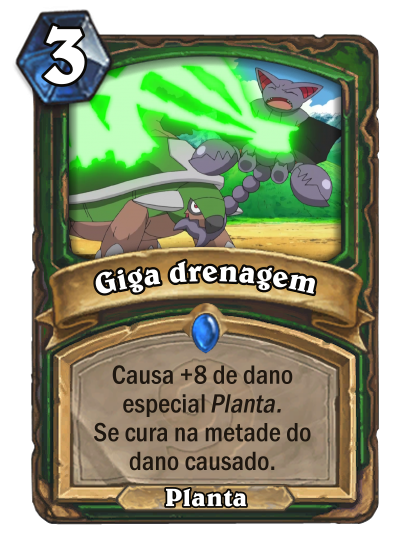 3
Giga drenagem
Causa +8 de dano
especial Planta.
Se cura na metade do
dano causado.
Planta